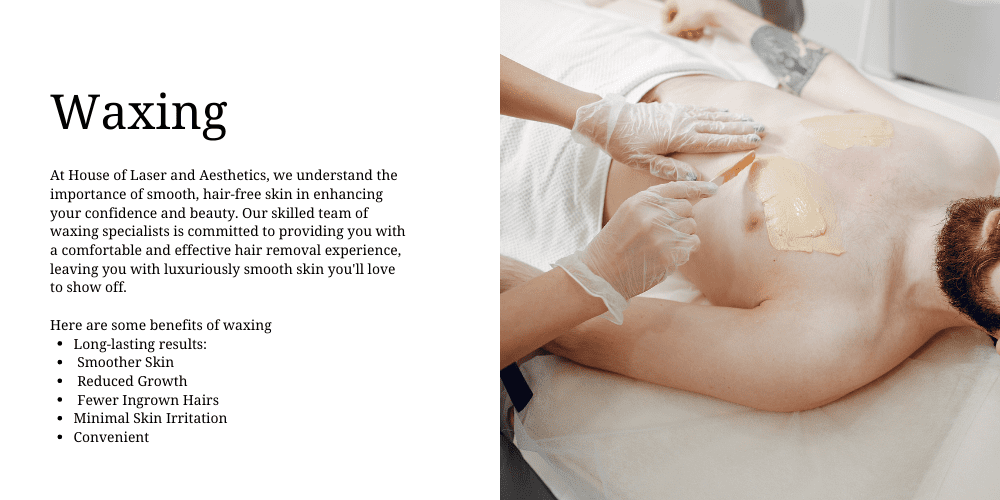 Waxing
At House of Laser and Aesthetics, we understand the
importance of smooth, hair-free skin in enhancing
your confidence and beauty. Our skilled team of
waxing specialists is committed to providing you with
a comfortable and effective hair removal experience,
leaving you with luxuriously smooth skin you'll love
to show off.
Here are some benefits of waxing
• Long-lasting results:
• Smoother Skin
• Reduced Growth
• Fewer Ingrown Hairs
• Minimal Skin Irritation
• Convenient